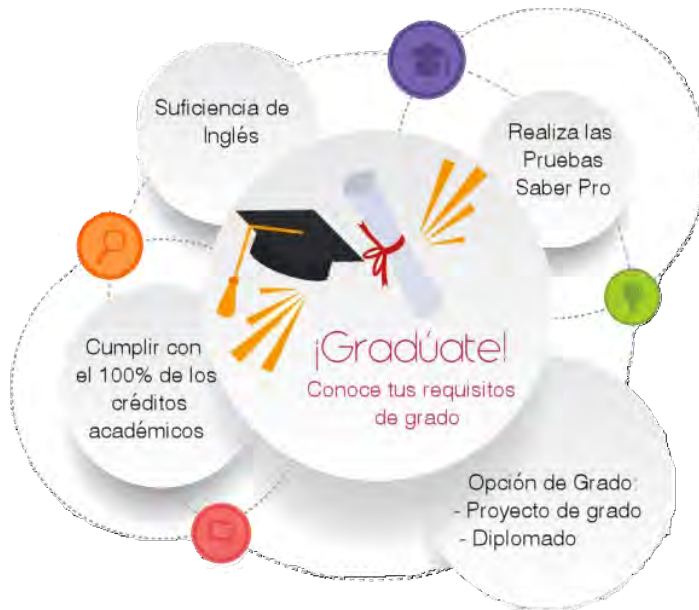 Suficiencia de
Inglés
Realiza las
Pruebas
Saber Pro
¡Gradúate!
Conoce tus requisitos
de grado
Cumplir con
el 100% de los
créditos
académicos
Opción de Grado:
- Proyecto de grado
- Diplomado